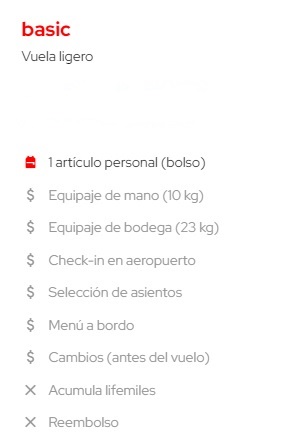 basic
Vuela ligero
1 artículo personal (bolso)
$ Equipaje de mano (10 kg)
$ Equipaje de bodega (23 kg)
$ Check-in en aeropuerto
$ Selección de asientos
$ Menú a bordo
$ Cambios (antes del vuelo)
Acumula lifemiles
Reembolso